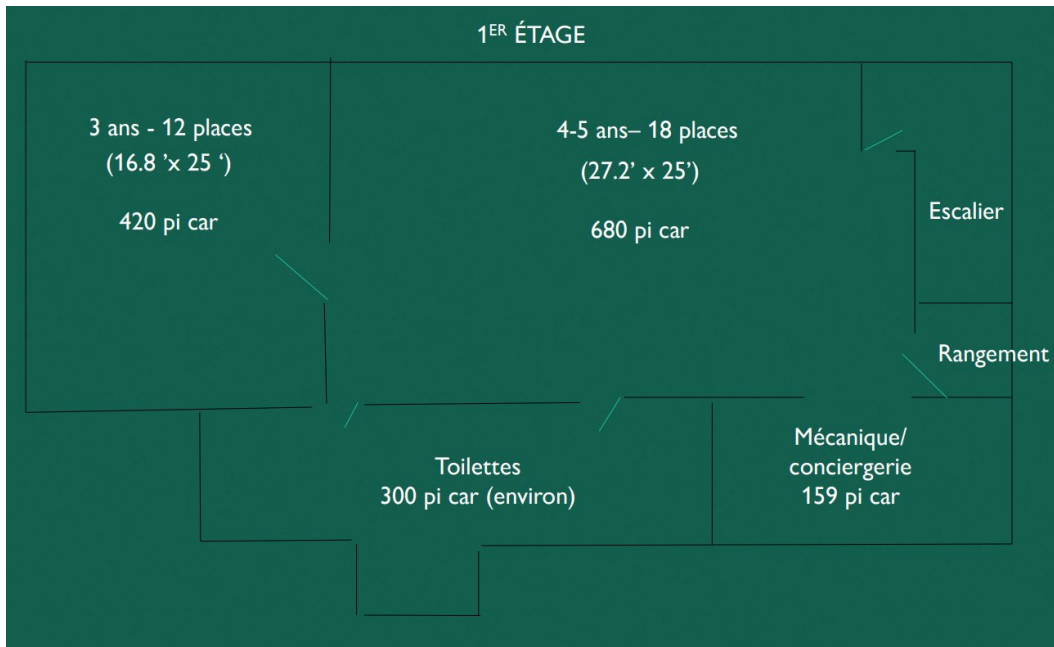 1ER ÉTAGE
3 ans - 12 places
(16.8 ’x 25 ‘)
420 pi car
4-5 ans– 18 places
(27.2’ x 25’)
680 pi car
Escalier
Rangement
Toilettes
300 pi car (environ)
Mécanique/
conciergerie
159 pi car